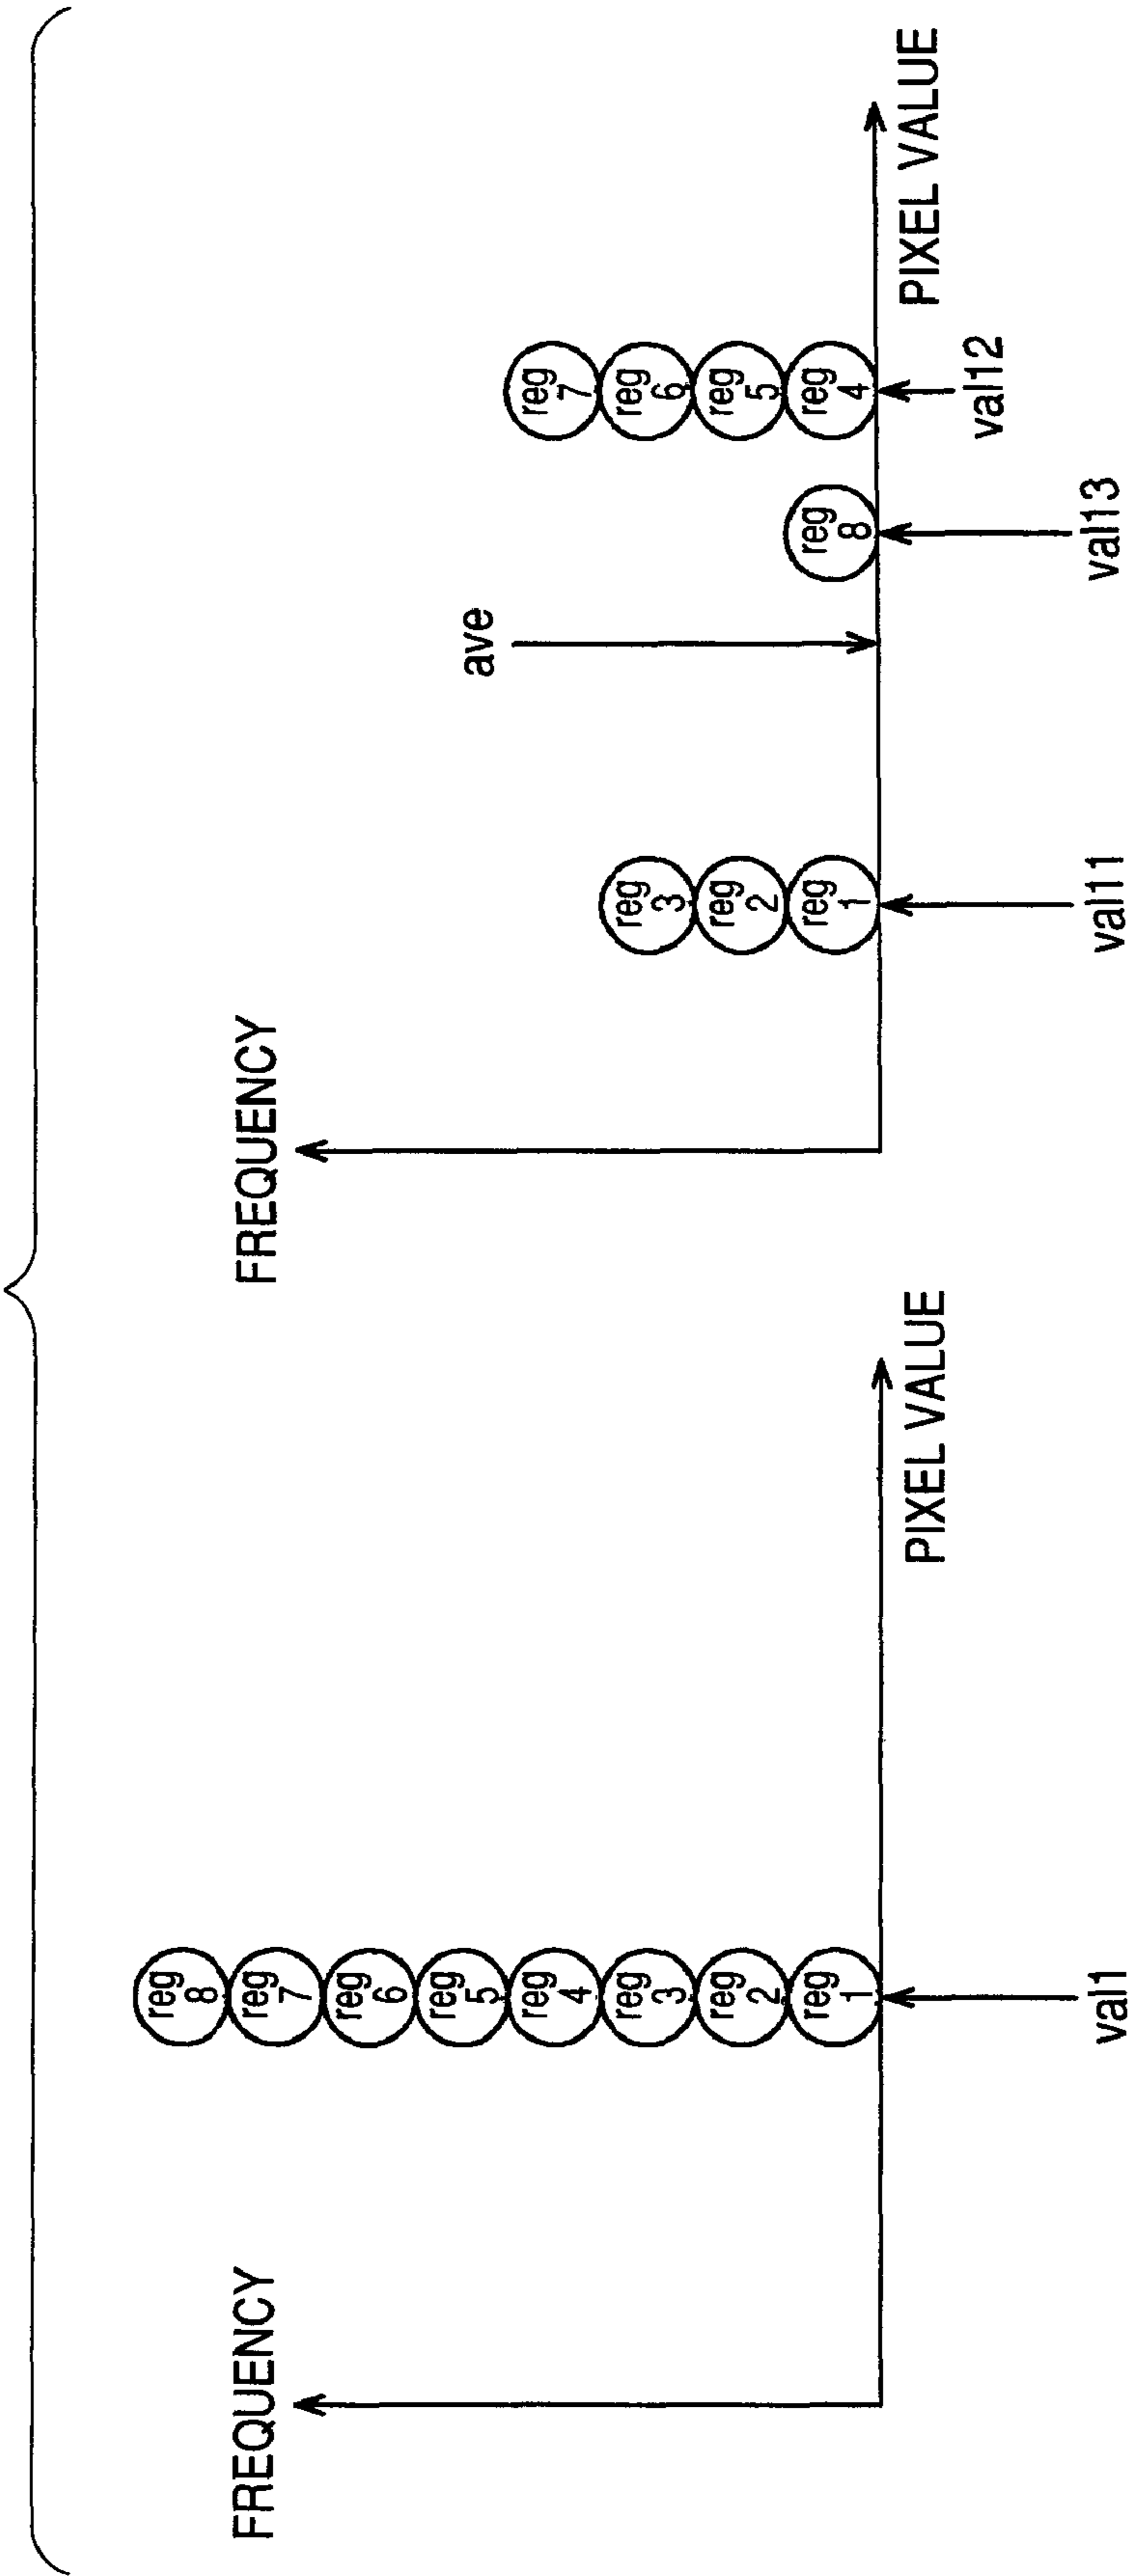 FREQUENCY
reg
8
reg
7
reg
6
reg
5
reg
4
reg
3
reg
2
reg
1
PIXEL VALUE
val1
FREQUENCY
ave
reg
3
reg
2
reg
1
reg
8
reg
7
reg
6
reg
5
reg
4
PIXEL VALUE
val11
val13
val12